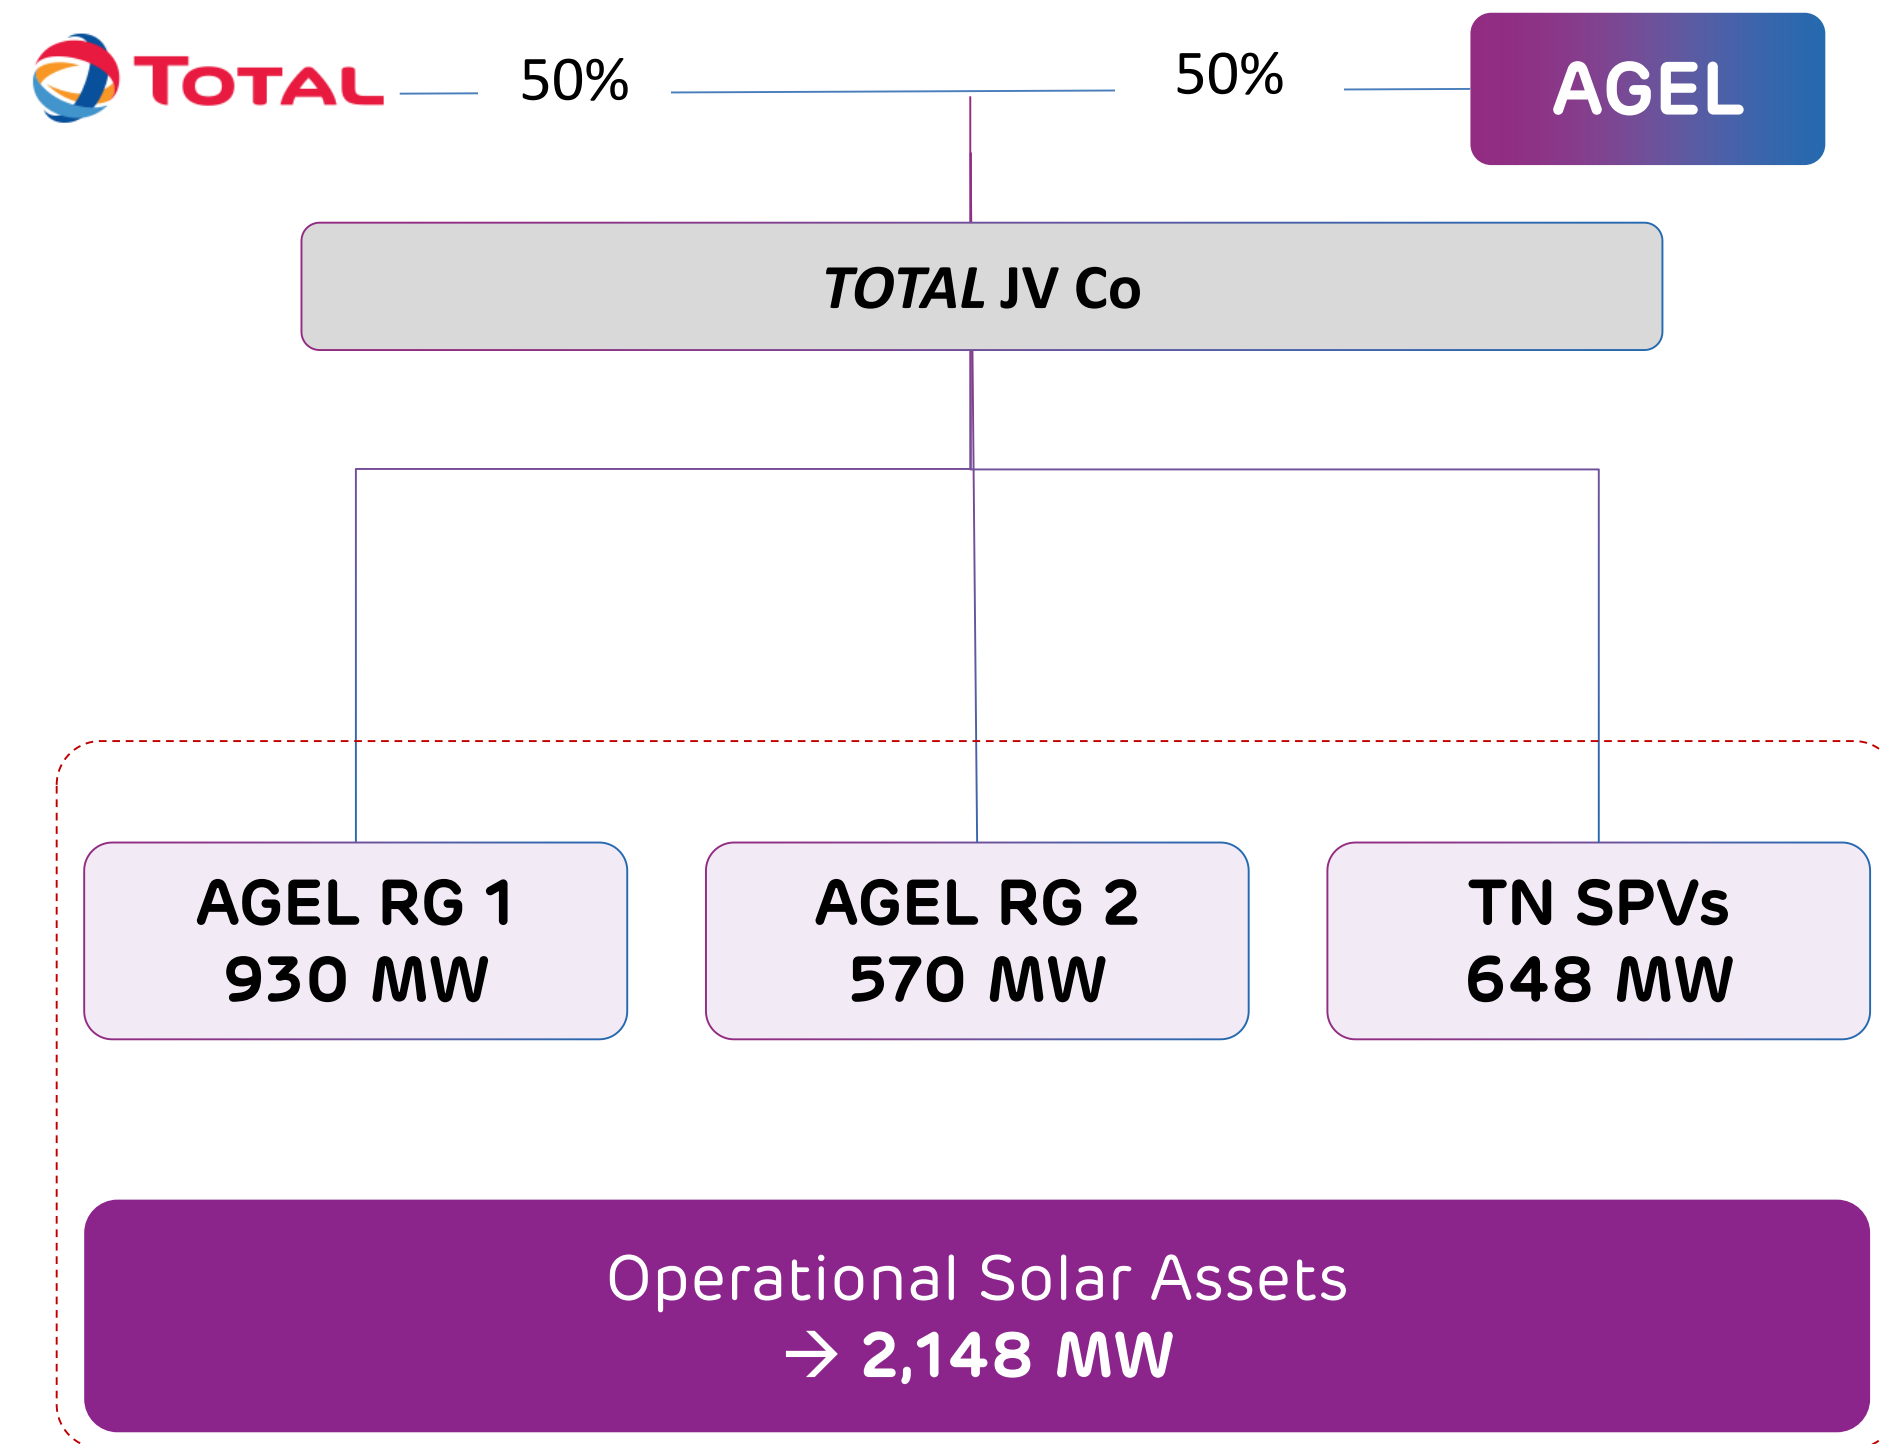 TOTAL
50%
50%
AGEL
TOTAL JV Co
AGEL RG 1
930 MW
AGEL RG 2
570 MW
TN SPVs
648 MW
Operational Solar Assets
→ 2,148 MW